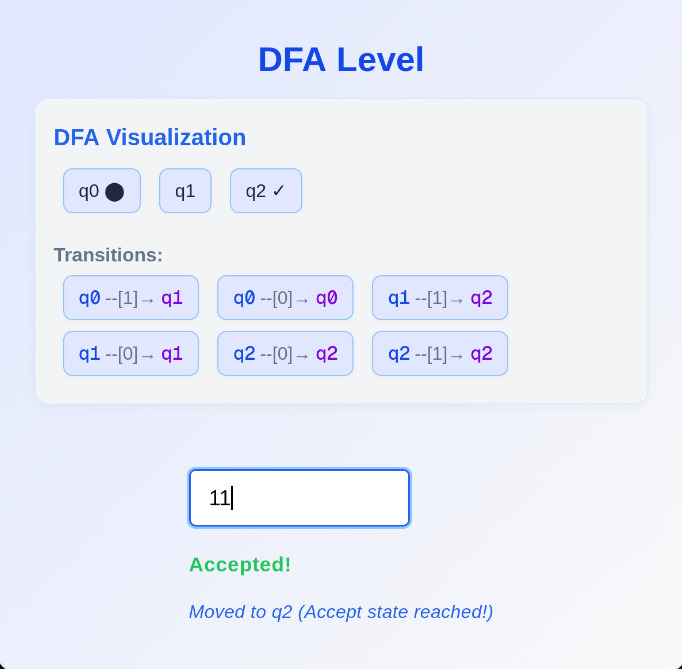 DFA Level
DFA Visualization
q0 ⬤ q1 q2 ✓
Transitions:
q0 --[1]→ q1 q0 --[0]→ q0 q1 --[1]→ q2
q1 --[0]→ q1 q2 --[0]→ q2 q2 --[1]→ q2
11
Accepted!
Moved to q2 (Accept state reached!)